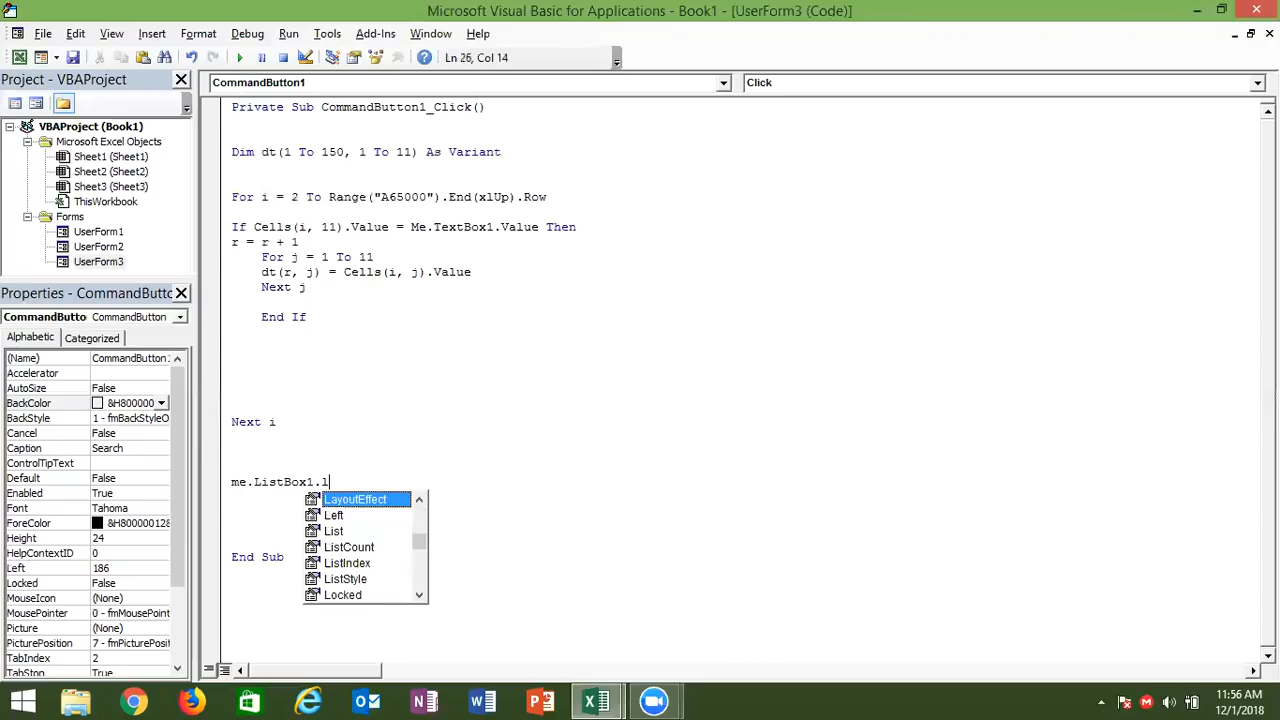 Microsoft Visual Basic for Applications - Book1 - [UserForm3 (Code)]
File Edit View Insert Format Debug Run Tools Add-Ins Window Help
Ln 26, Col 14
Project - VBAProject
CommandButton1
Click
VBAProject (Book1)
Microsoft Excel Objects
Sheet1 (Sheet1)
Sheet2 (Sheet2)
Sheet3 (Sheet3)
ThisWorkbook
Forms
UserForm1
UserForm2
UserForm3
Properties - CommandButto
CommandButto CommandButton
Alphabetic Categorized
(Name) CommandButton1
Accelerator
AutoSize False
BackColor &H800000
BackStyle 1 - fmBackStyleO
Cancel False
Caption Search
ControlTipText
Default False
Enabled True
Font Tahoma
ForeColor &H80000012&
Height 24
HelpContextID 0
Left 186
Locked False
MouseIcon (None)
MousePointer 0 - fmMousePoint
Picture (None)
PicturePosition 7 - fmPicturePositi
TabIndex 2
TabStop True
Private Sub CommandButton1_Click()
Dim dt(1 To 150, 1 To 11) As Variant
For i = 2 To Range("A65000").End(xlUp).Row
If Cells(i, 11).Value = Me.TextBox1.Value Then
r = r + 1
For j = 1 To 11
dt(r, j) = Cells(i, j).Value
Next j
End If
Next i
me.ListBox1.l
LayoutEffect
Left
List
ListCount
ListIndex
ListStyle
Locked
End Sub
11:56 AM
12/1/2018